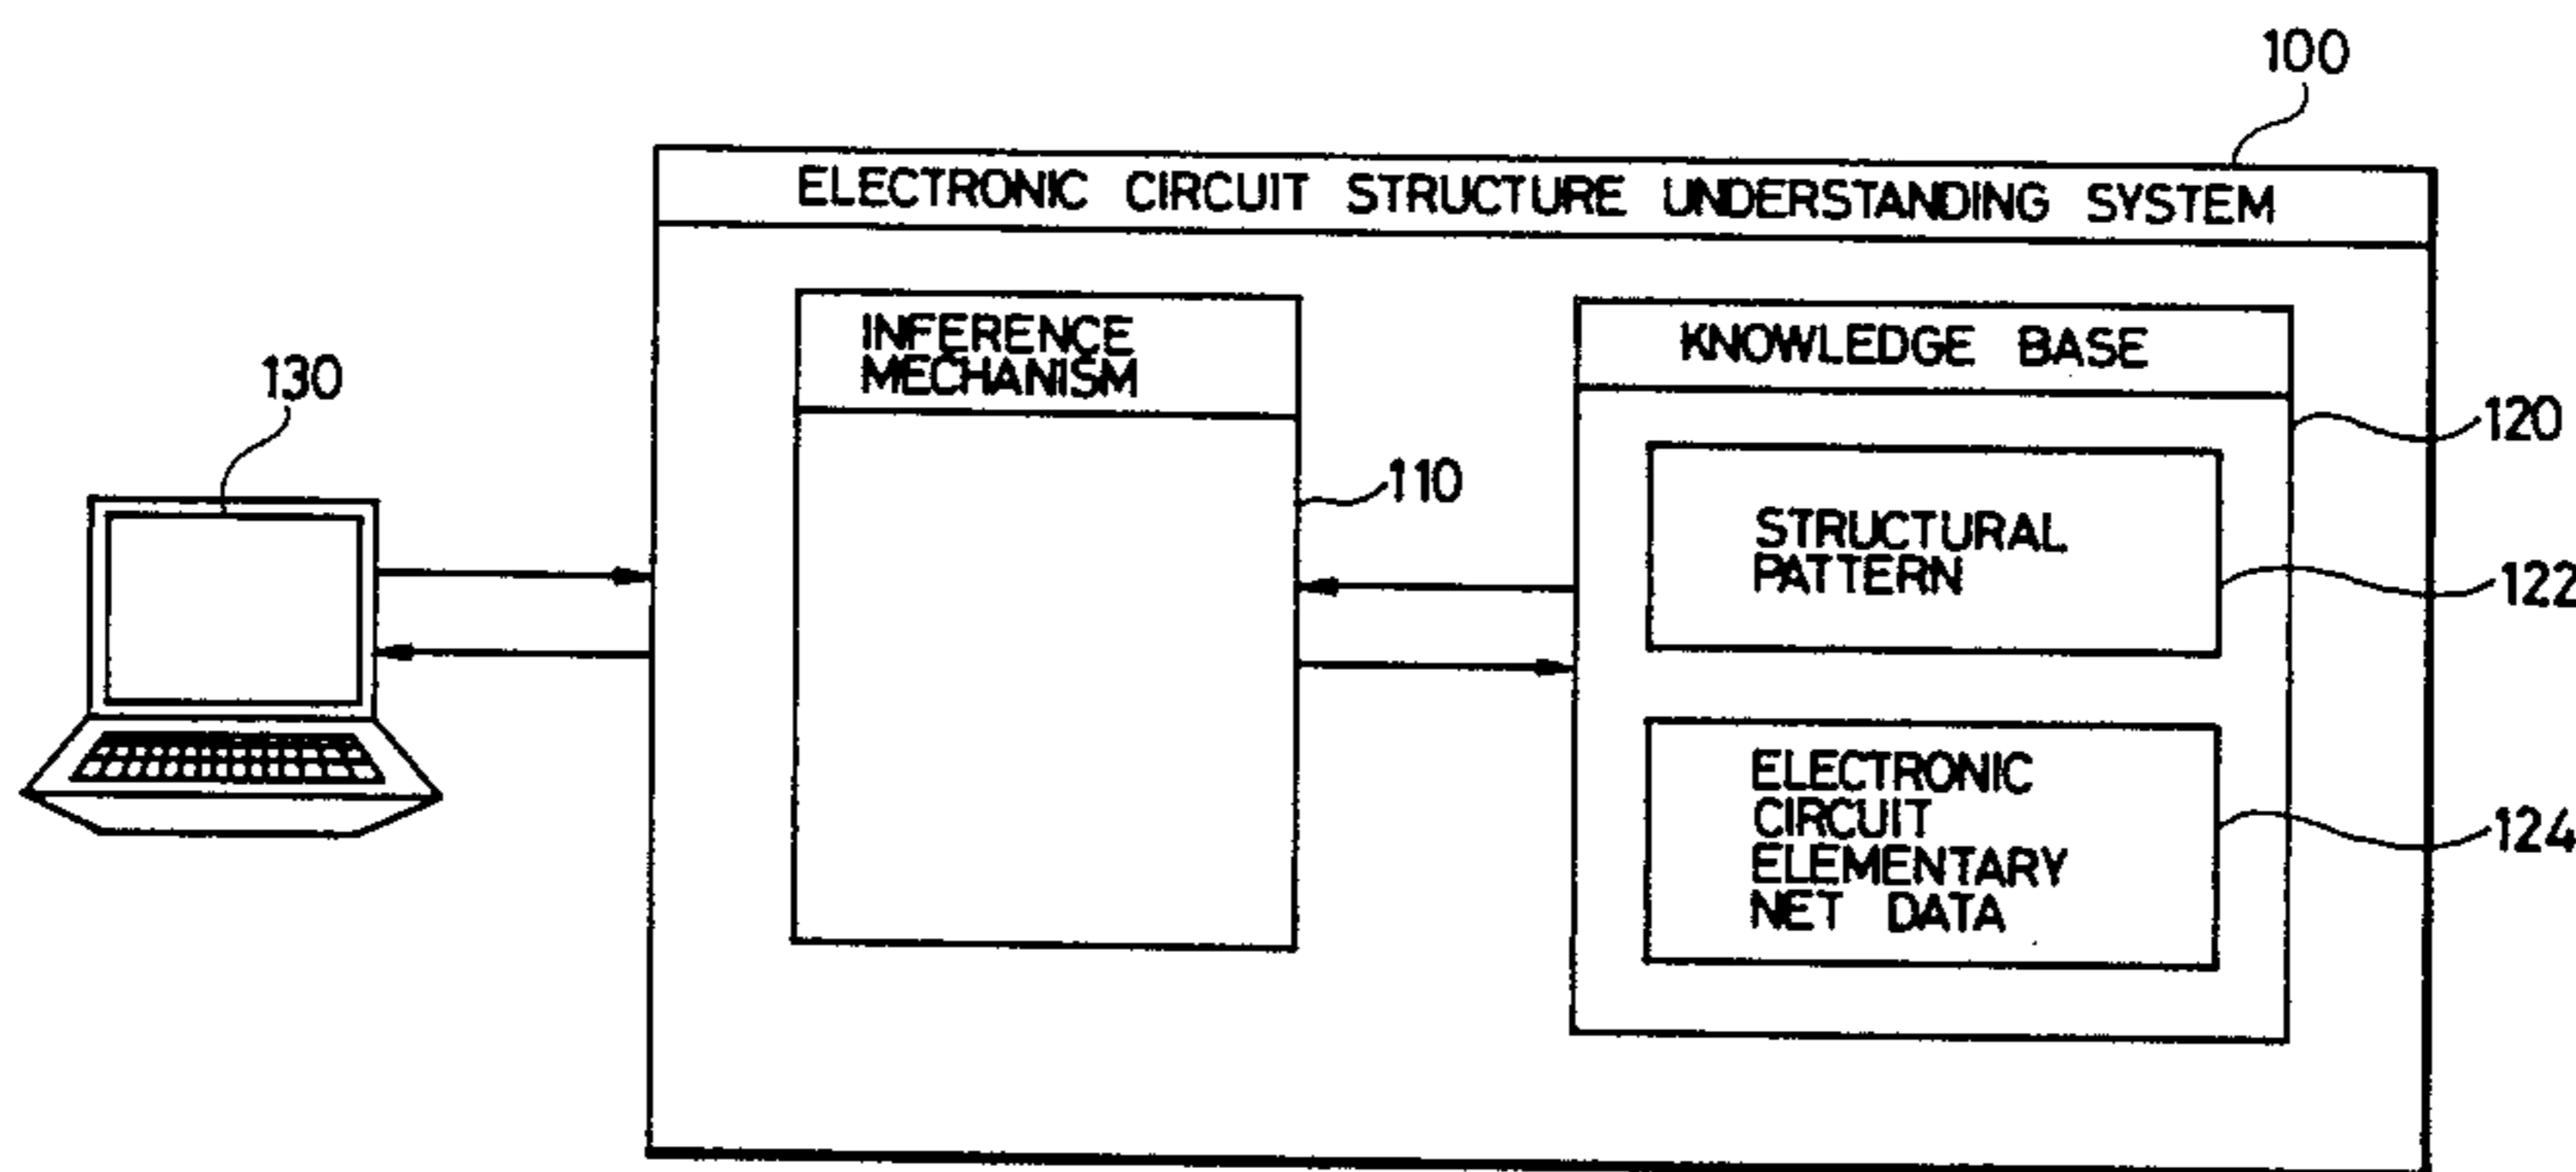 100
ELECTRONIC CIRCUIT STRUCTURE UNDERSTANDING SYSTEM
INFERENCE
MECHANISM
KNOWLEDGE BASE
130
120
110
STRUCTURAL
PATTERN
122
ELECTRONIC
CIRCUIT
ELEMENTARY
NET DATA
124